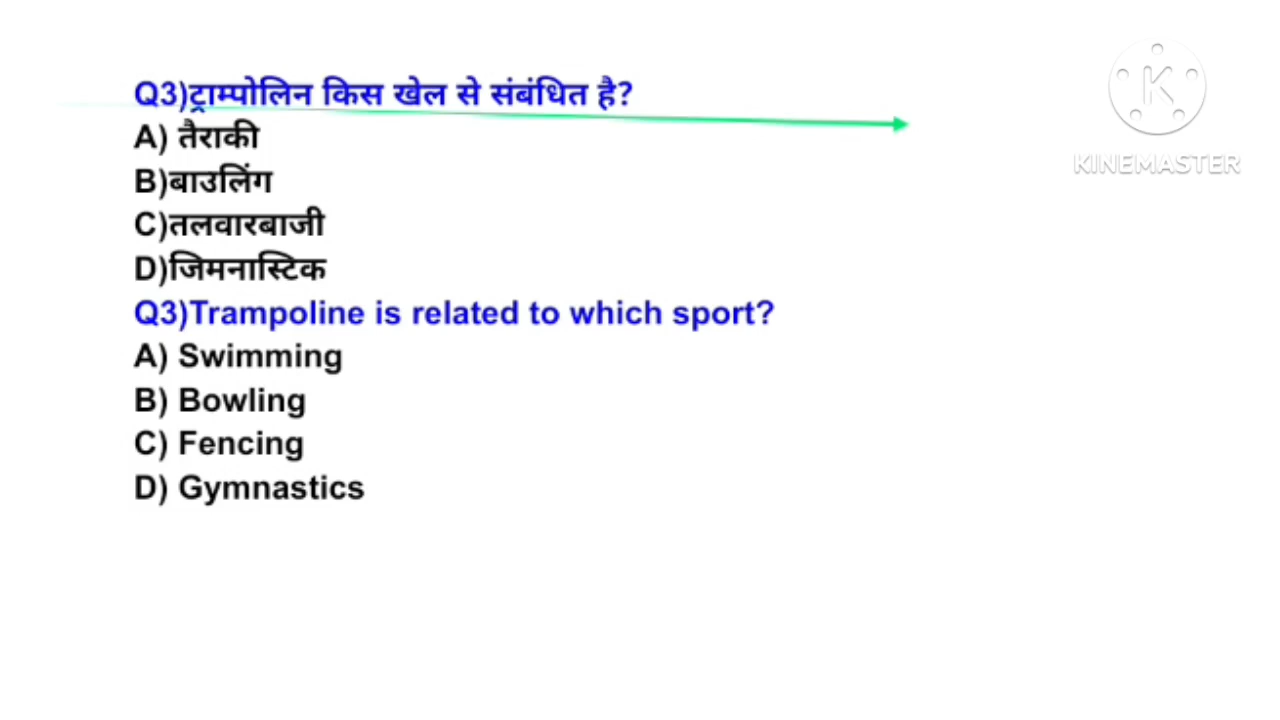 Q3)ट्राम्पोलिन किस खेल से संबंधित है?
A) तैराकी
B)बाउलिंग
C)तलवारबाजी
D)जिमनास्टिक
Q3)Trampoline is related to which sport?
A) Swimming
B) Bowling
C) Fencing
D) Gymnastics
K
KINEMASTER